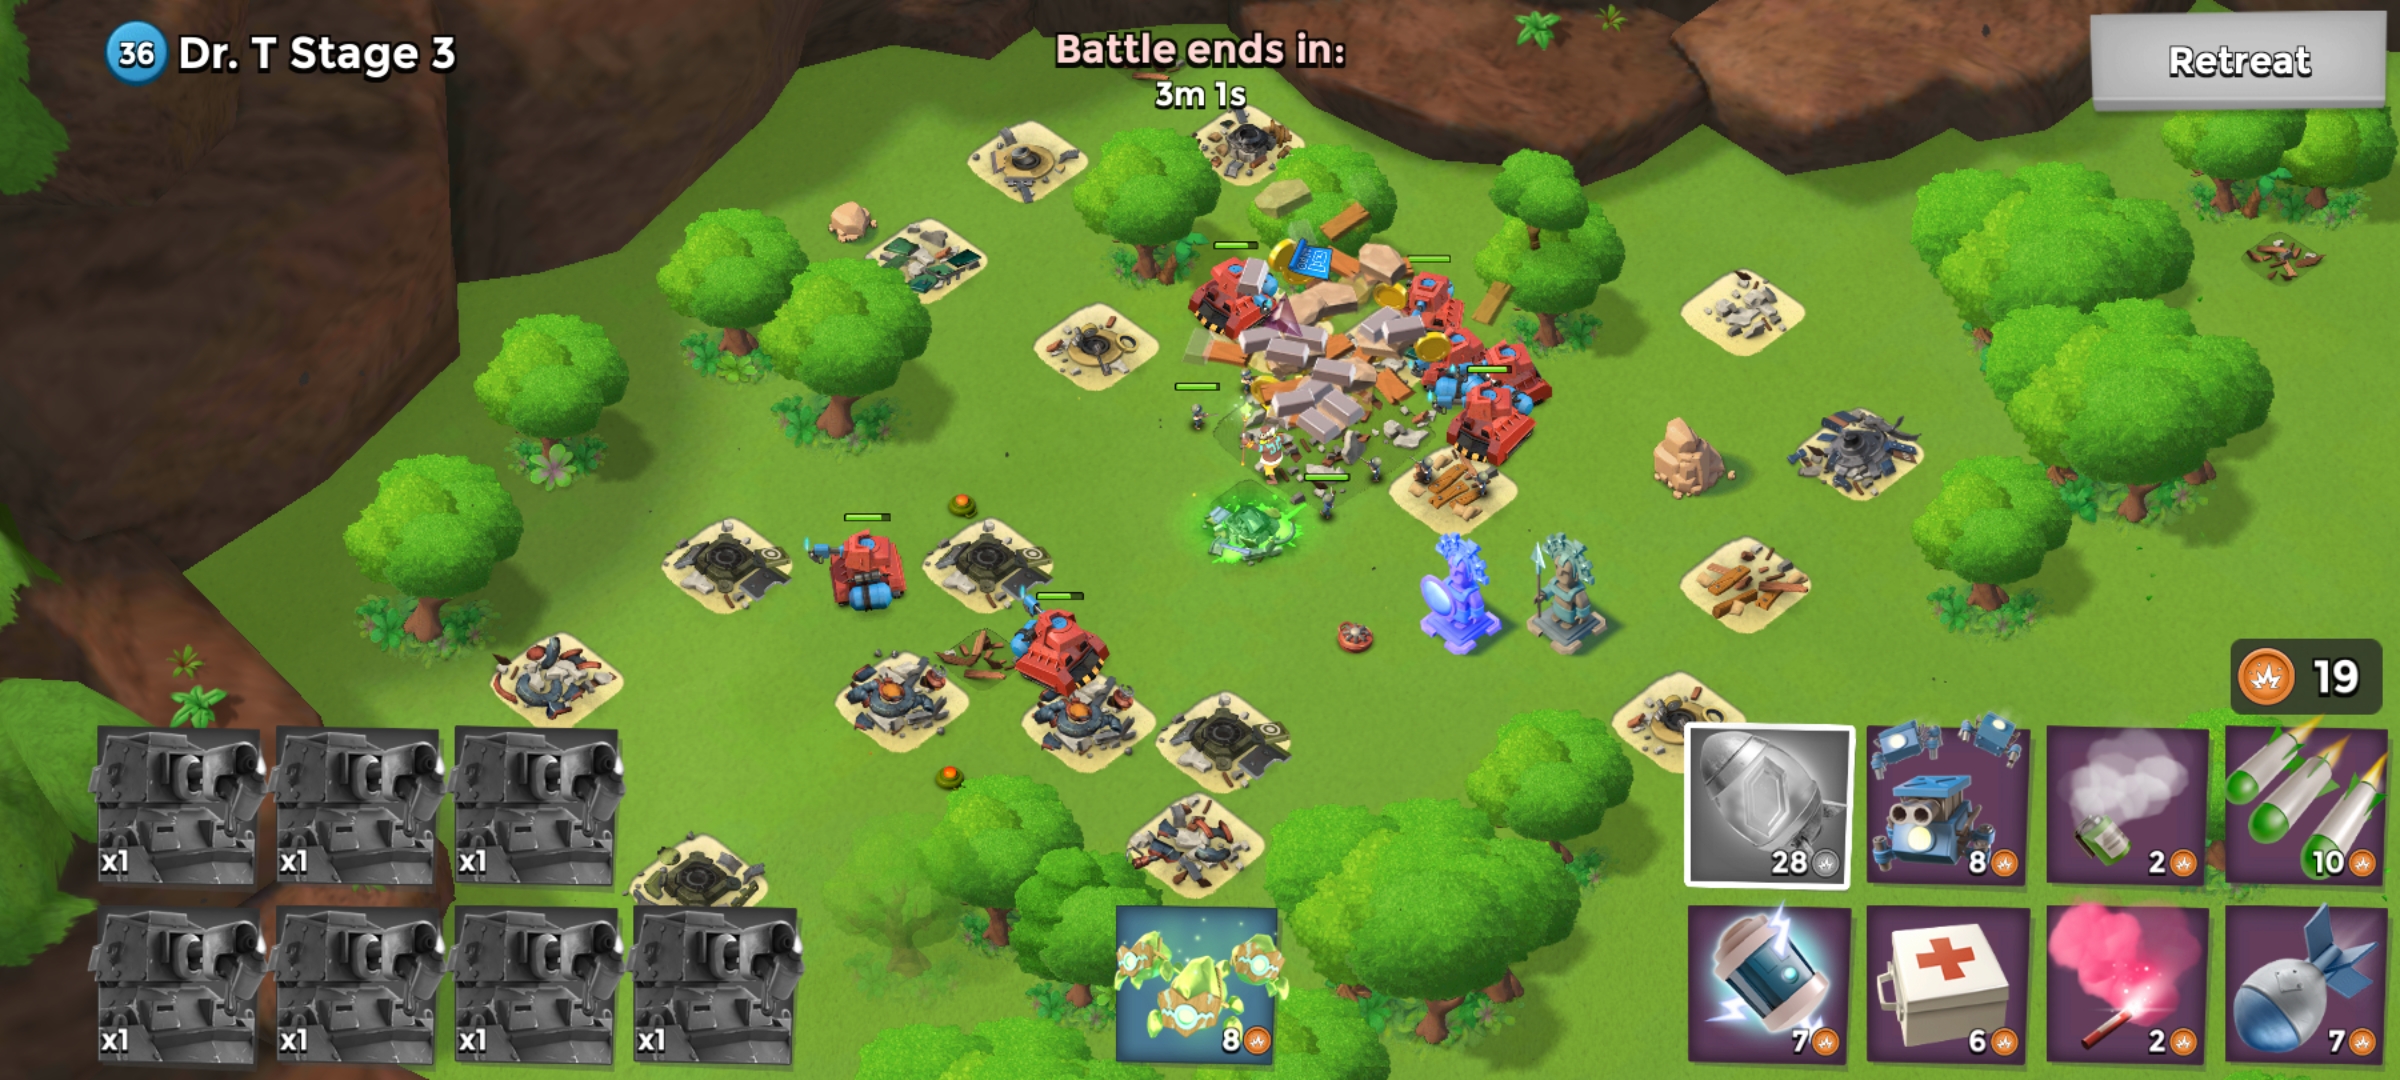 36 Dr. T Stage 3
Battle ends in:
3m 1s
Retreat
19
x1 x1 x1
28 8 2 10
x1 x1 x1 x1
8
7 6 2 7